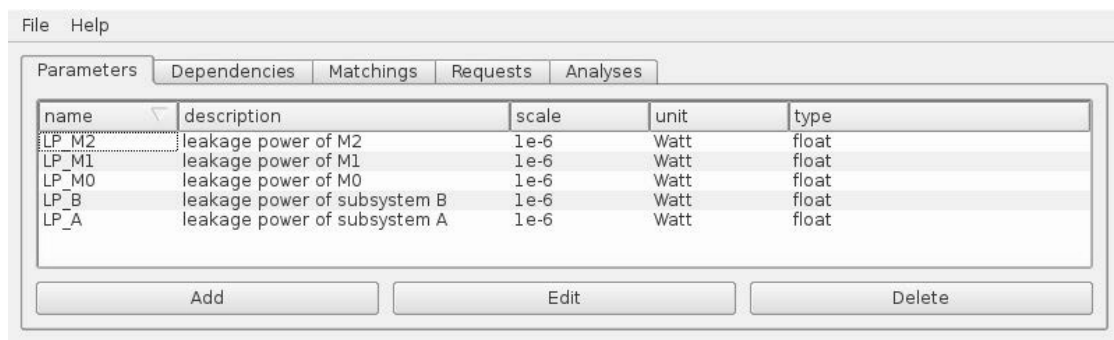 File Help
Parameters Dependencies Matchings Requests Analyses
name description scale unit type
LP_M2 leakage power of M2 1e-6 Watt float
LP_M1 leakage power of M1 1e-6 Watt float
LP_M0 leakage power of M0 1e-6 Watt float
LP_B leakage power of subsystem B 1e-6 Watt float
LP_A leakage power of subsystem A 1e-6 Watt float
Add Edit Delete